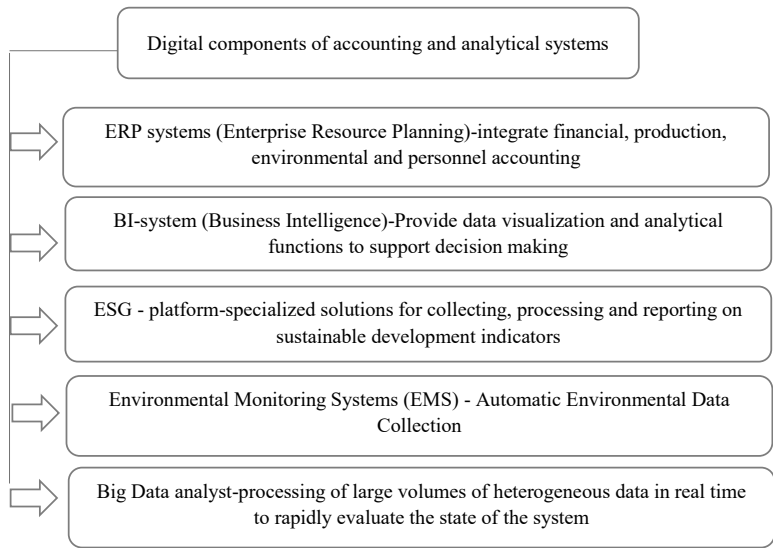 Digital components of accounting and analytical systems
ERP systems (Enterprise Resource Planning)-integrate financial, production,
environmental and personnel accounting
BI-system (Business Intelligence)-Provide data visualization and analytical
functions to support decision making
ESG - platform-specialized solutions for collecting, processing and reporting on
sustainable development indicators
Environmental Monitoring Systems (EMS) - Automatic Environmental Data
Collection
Big Data analyst-processing of large volumes of heterogeneous data in real time
to rapidly evaluate the state of the system